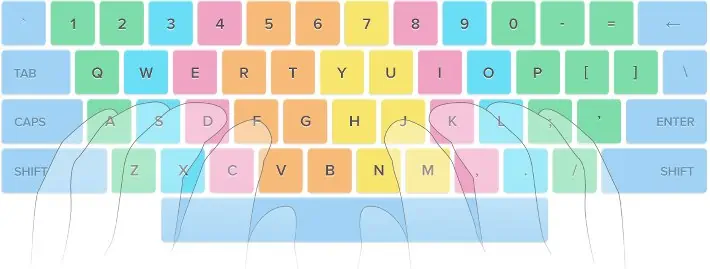 ` 1 2 3 4 5 6 7 8 9 0 - = ←
TAB Q W E R T Y U I O P [ ] \
CAPS A S D F G H J K L ; ' ENTER
SHIFT Z X C V B N M , . / SHIFT